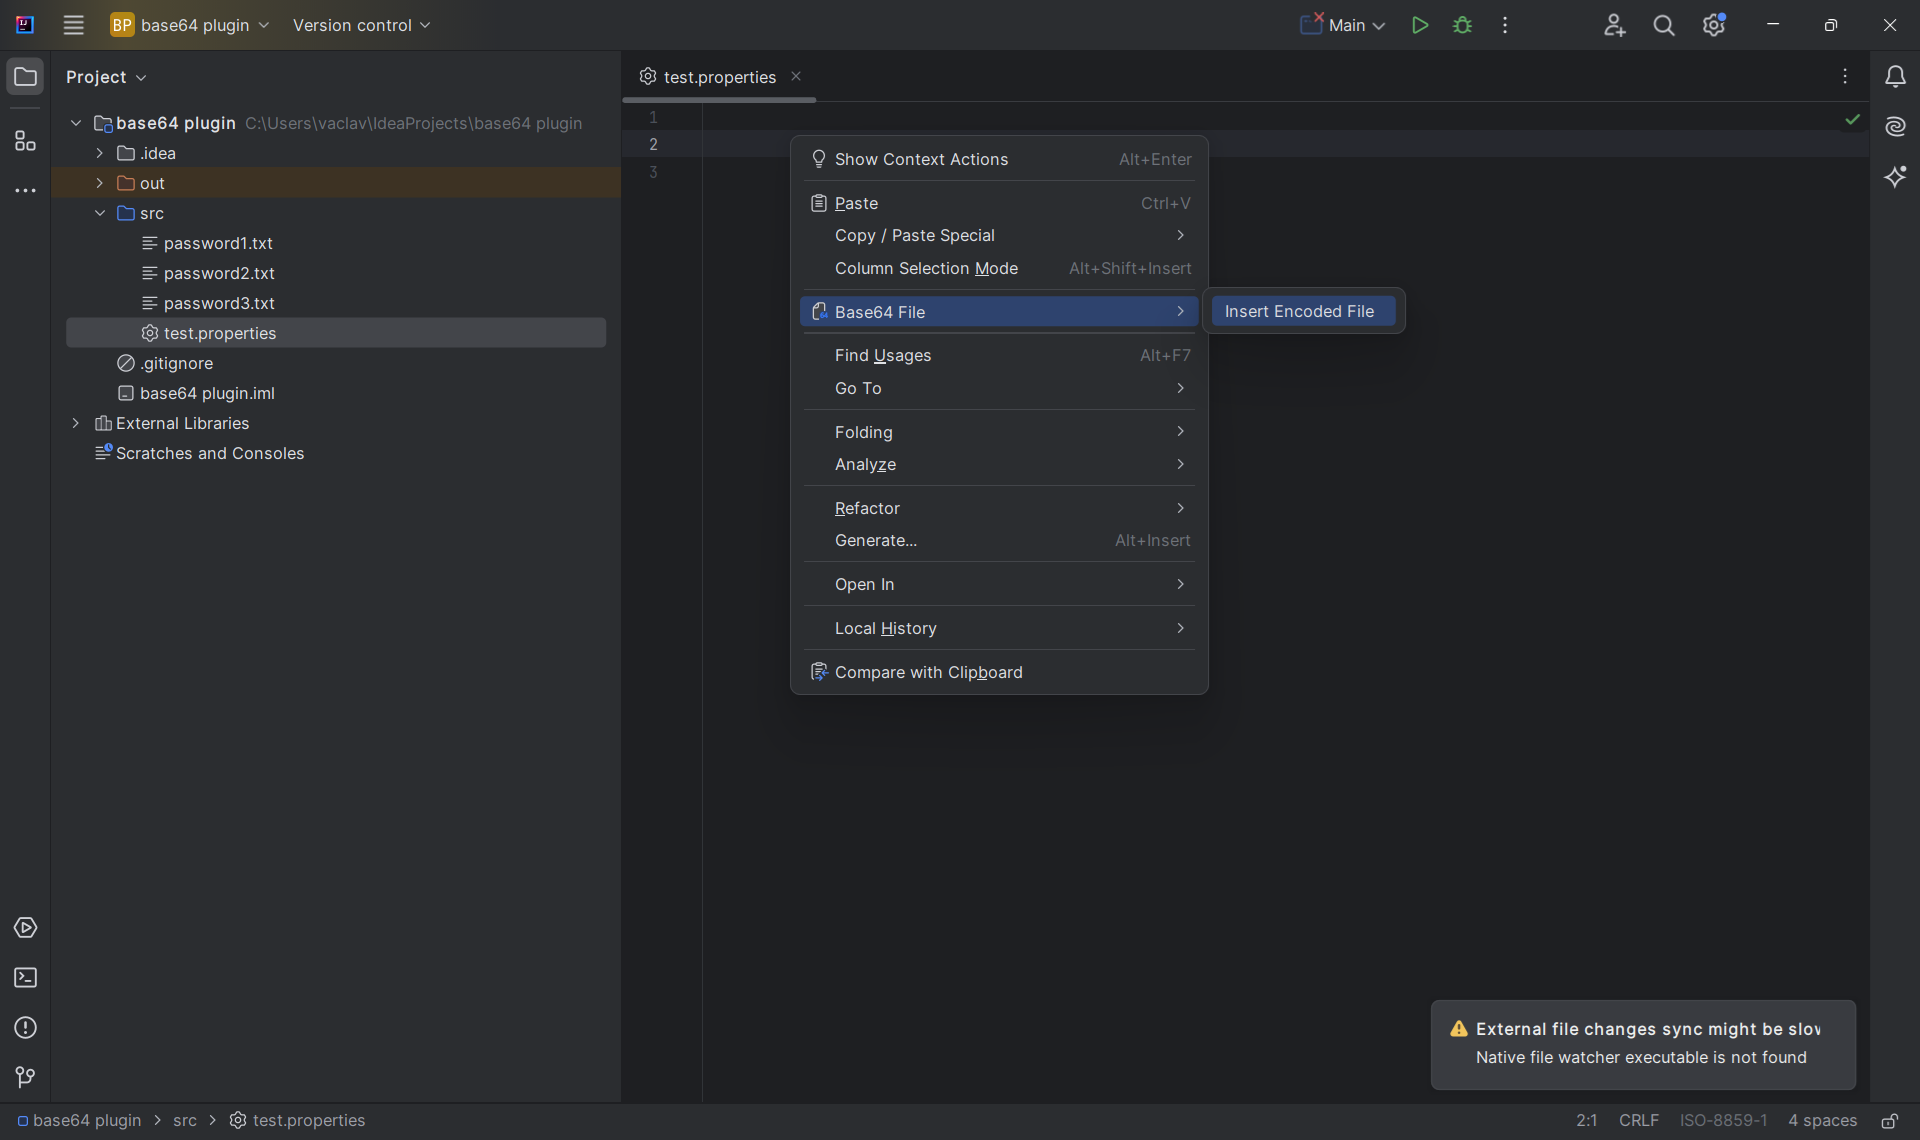 BP base64 plugin Version control Main
Project
test.properties
base64 plugin C:\Users\vaclav\IdeaProjects\base64 plugin
.idea
out
src
password1.txt
password2.txt
password3.txt
test.properties
.gitignore
base64 plugin.iml
External Libraries
Scratches and Consoles
1
2
3
Show Context Actions Alt+Enter
Paste Ctrl+V
Copy / Paste Special
Column Selection Mode Alt+Shift+Insert
Base64 File
Insert Encoded File
Find Usages Alt+F7
Go To
Folding
Analyze
Refactor
Generate... Alt+Insert
Open In
Local History
Compare with Clipboard
External file changes sync might be slov
Native file watcher executable is not found
base64 plugin > src > test.properties 2:1 CRLF ISO-8859-1 4 spaces